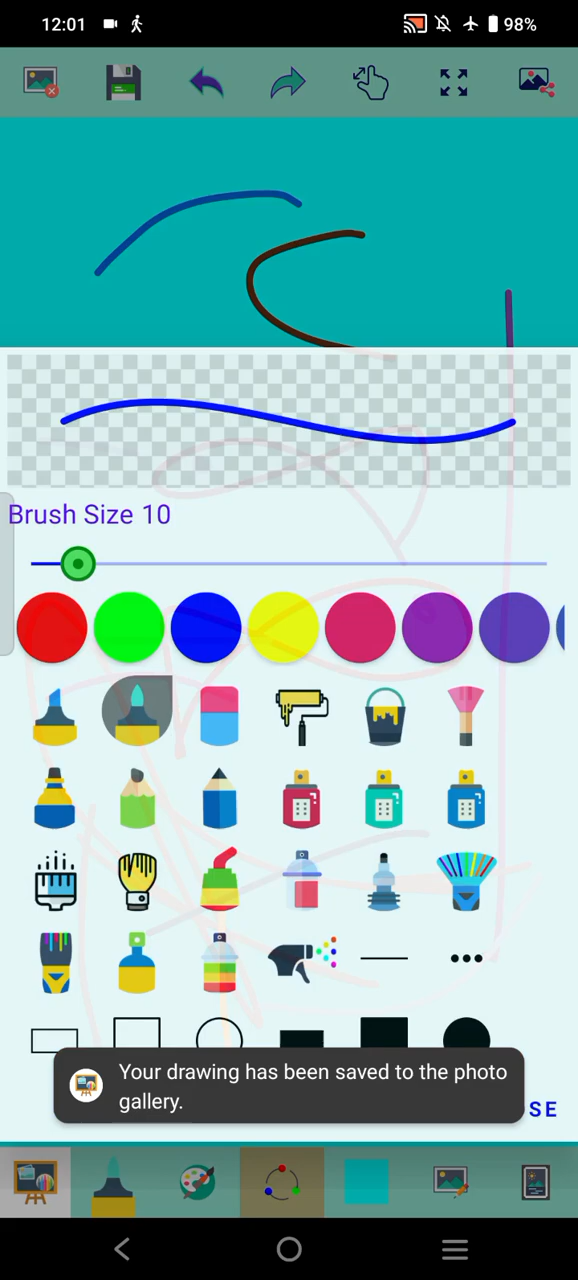 12:01
98%
Brush Size 10
Your drawing has been saved to the photo
gallery.
SE